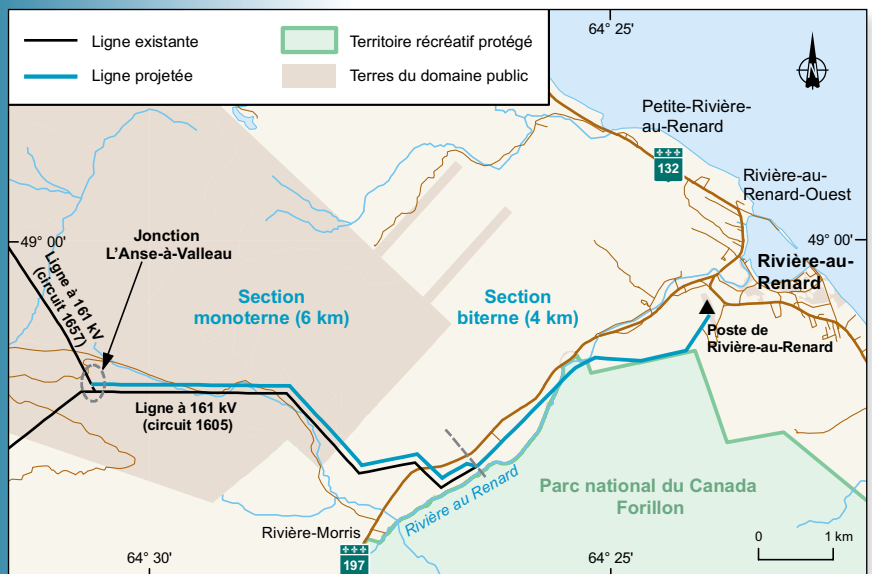 Ligne existante
Ligne projetée
Territoire récréatif protégé
Terres du domaine public
64° 25'
Petite-Rivière-
au-Renard
132
Rivière-au-
Renard-Ouest
49° 00'
49° 00'
Jonction
L'Anse-à-Valleau
Ligne à 161 kV
(circuit 1657)
Rivière-au-
Renard
Section
monoterne (6 km)
Section
biterne (4 km)
Poste de
Rivière-au-Renard
Ligne à 161 kV
(circuit 1605)
Rivière au Renard
Parc national du Canada
Forillon
Rivière-Morris
197
64° 30'
64° 25'
0 1 km